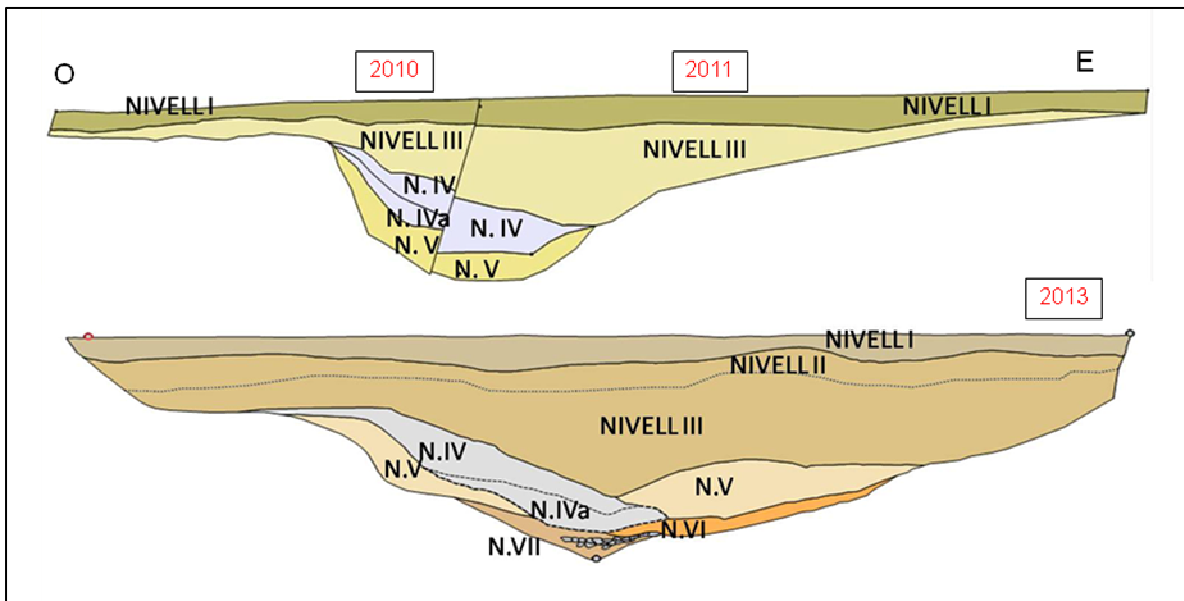 O
2010
2011
E
NIVELL I
NIVELL I
NIVELL III
NIVELL III
N. IV
N. IVa
N. IV
N. V
N. V
2013
NIVELL I
NIVELL II
NIVELL III
N.IV
N.V
N.V
N.IVa
N.VI
N.VII